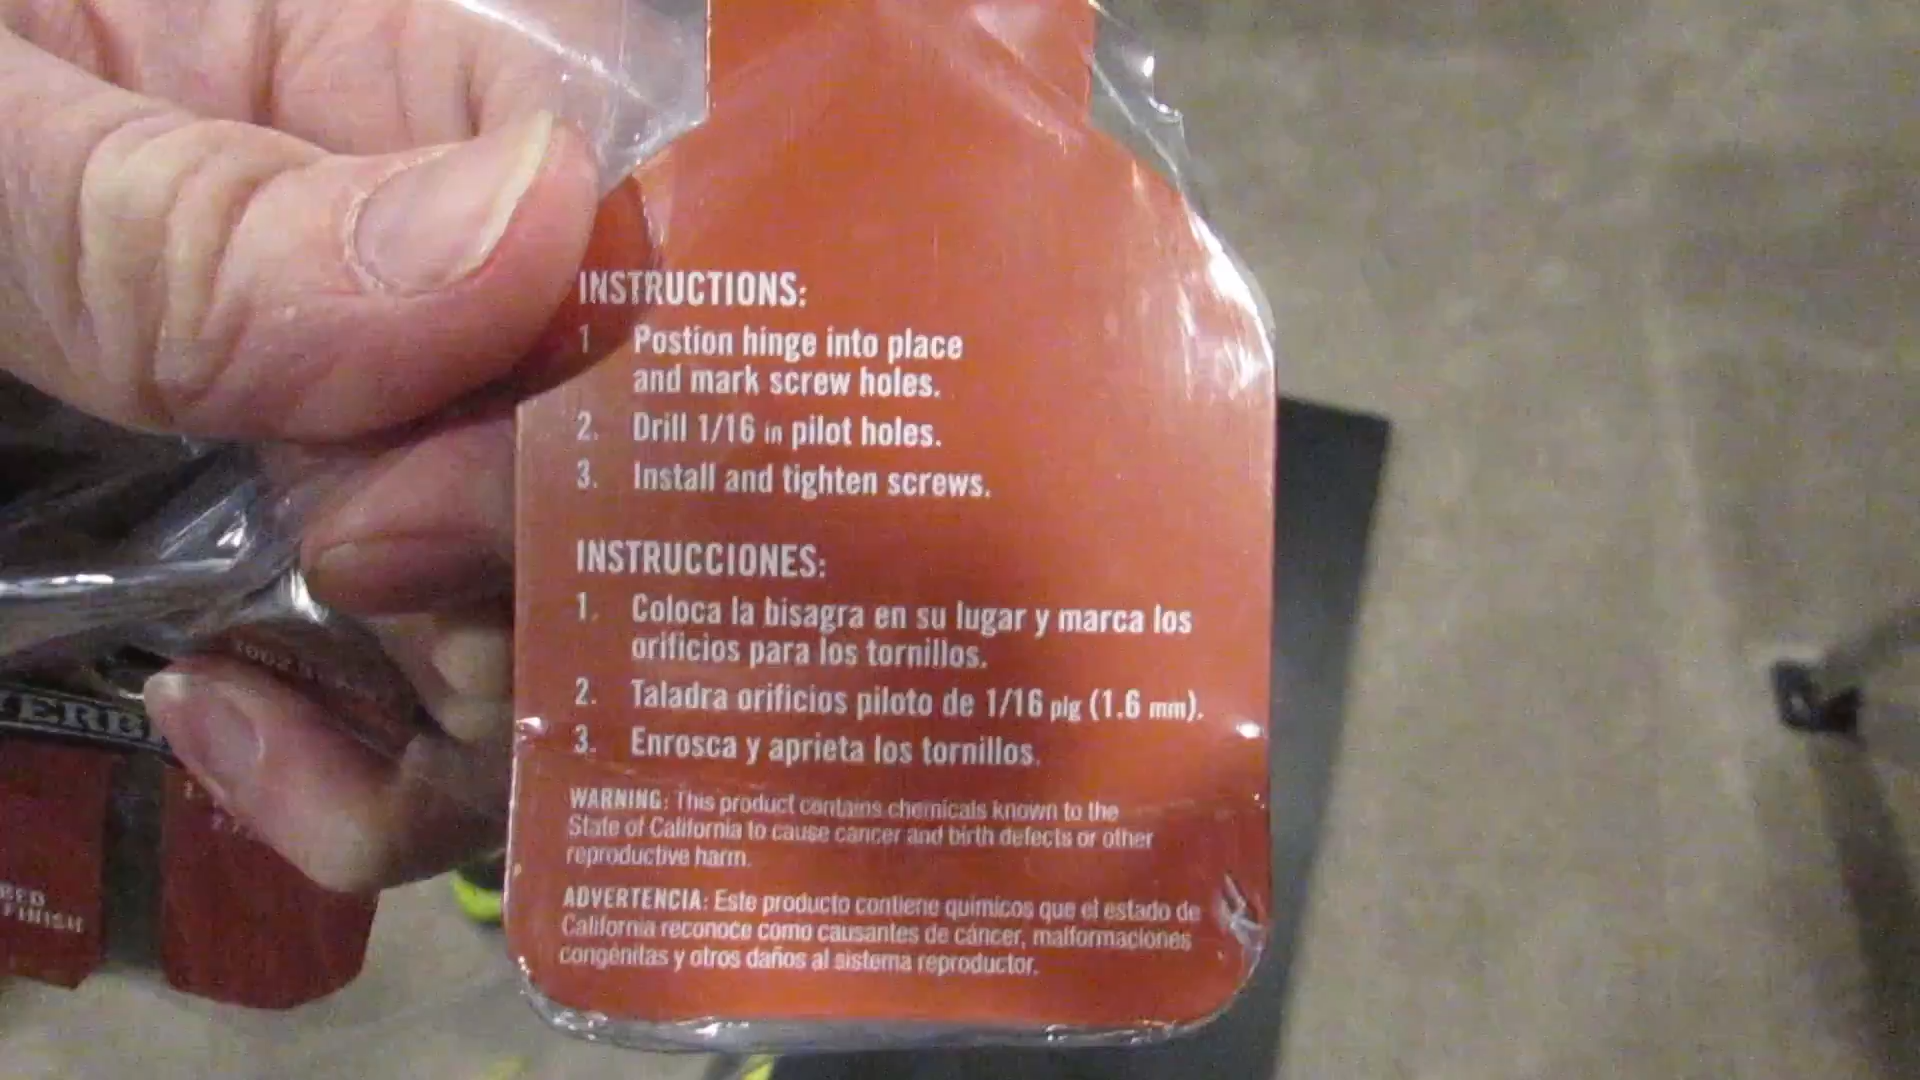 INSTRUCTIONS:
1 Postion hinge into place
and mark screw holes.
2. Drill 1/16 in pilot holes.
3. Install and tighten screws.
INSTRUCCIONES:
1. Coloca la bisagra en su lugar y marca los
orificios para los tornillos.
2. Taladra orificios piloto de 1/16 plg (1.6 mm).
3. Enrosca y aprieta los tornillos.
WARNING: This product contains chemicals known to the
State of California to cause cancer and birth defects or other
reproductive harm.
ADVERTENCIA: Este producto contiene químicos que el estado de
California reconoce como causantes de cáncer, malformaciones
congénitas y otros daños al sistema reproductor.
FINISH